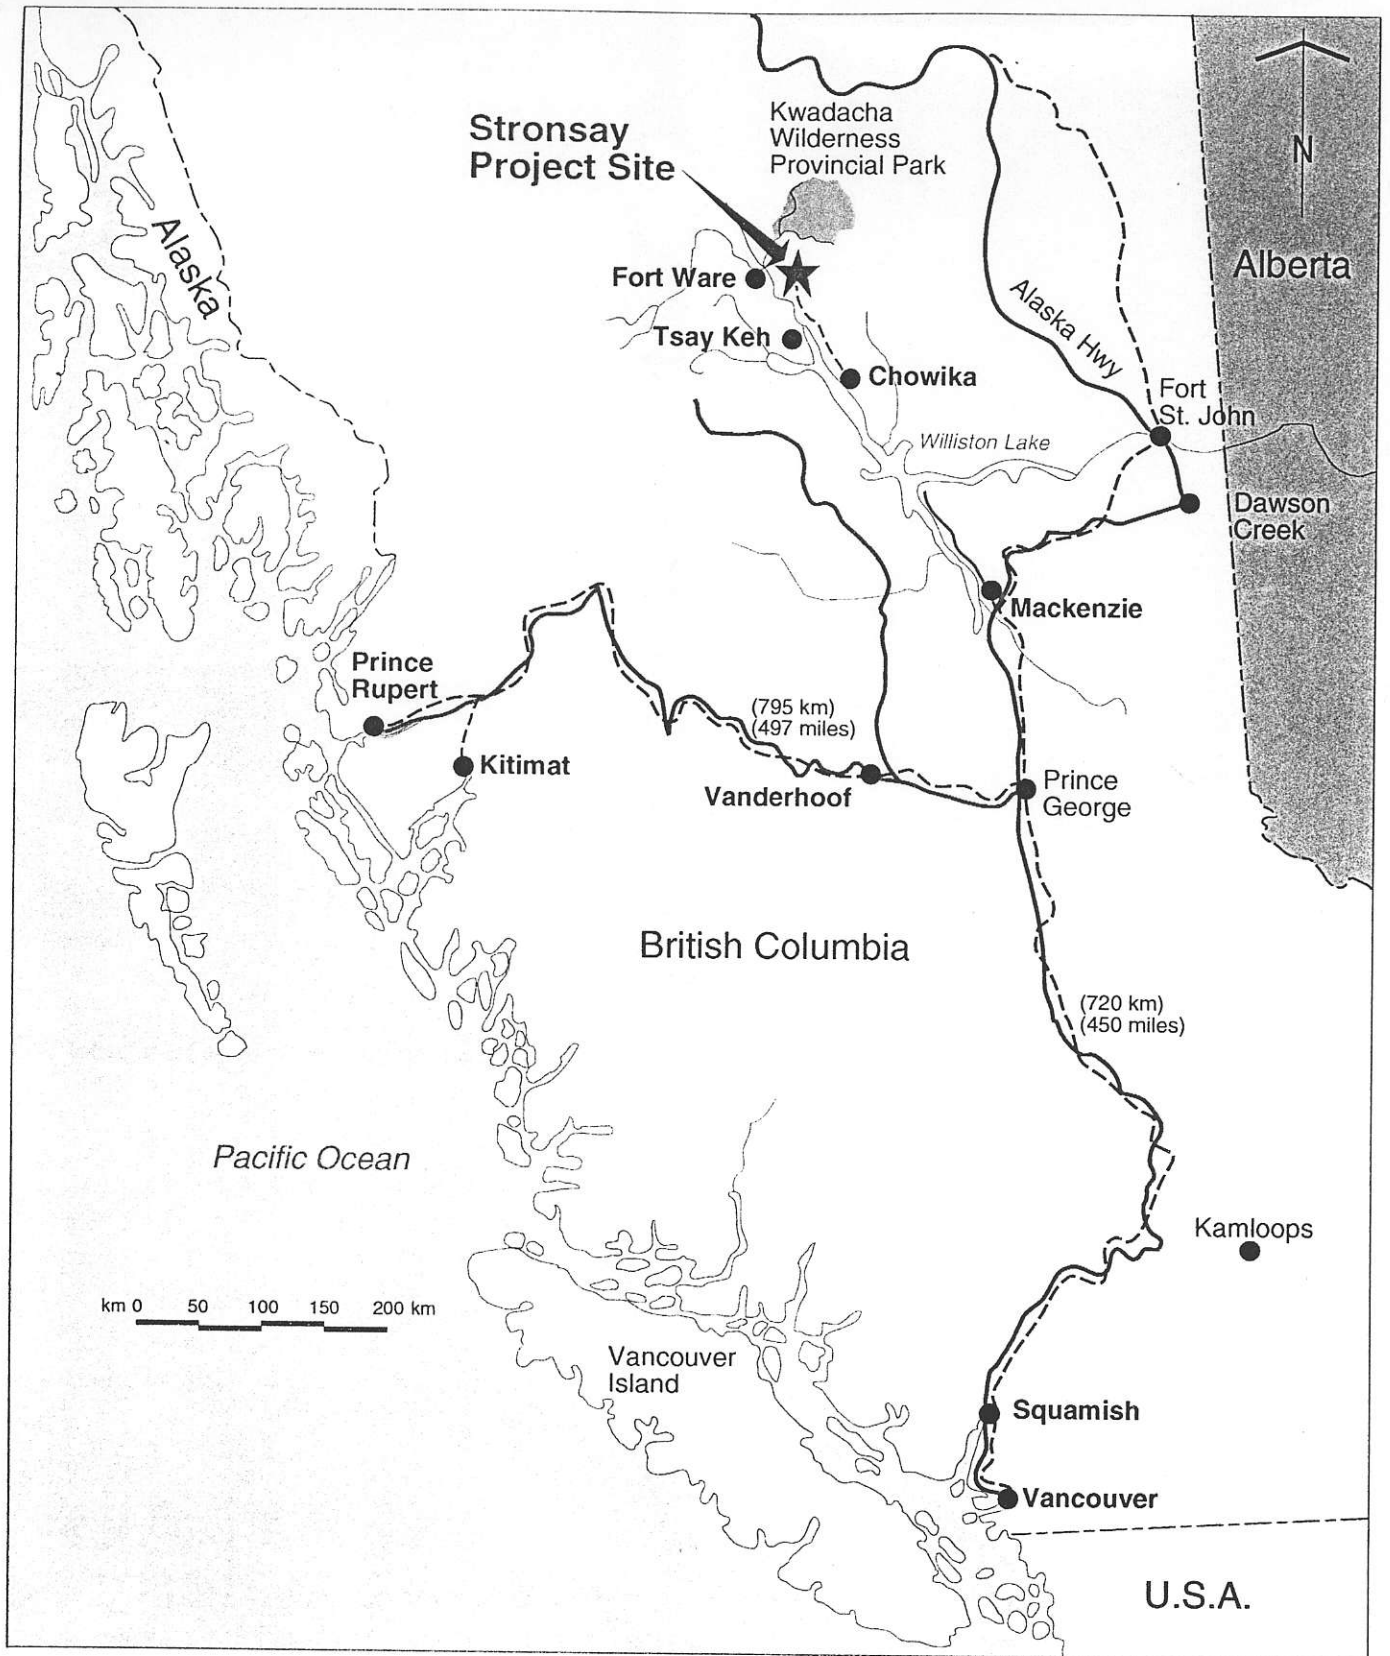 Stronsay
Project Site
Kwadacha
Wilderness
Provincial Park
N
Alaska
Alberta
Fort Ware
Tsay Keh
Chowika
Alaska Hwy
Fort
St. John
Williston Lake
Dawson
Creek
Mackenzie
Prince
Rupert
(795 km)
(497 miles)
Kitimat
Vanderhoof
Prince
George
British Columbia
(720 km)
(450 miles)
Pacific Ocean
Kamloops
km 0 50 100 150 200 km
Vancouver
Island
Squamish
Vancouver
U.S.A.